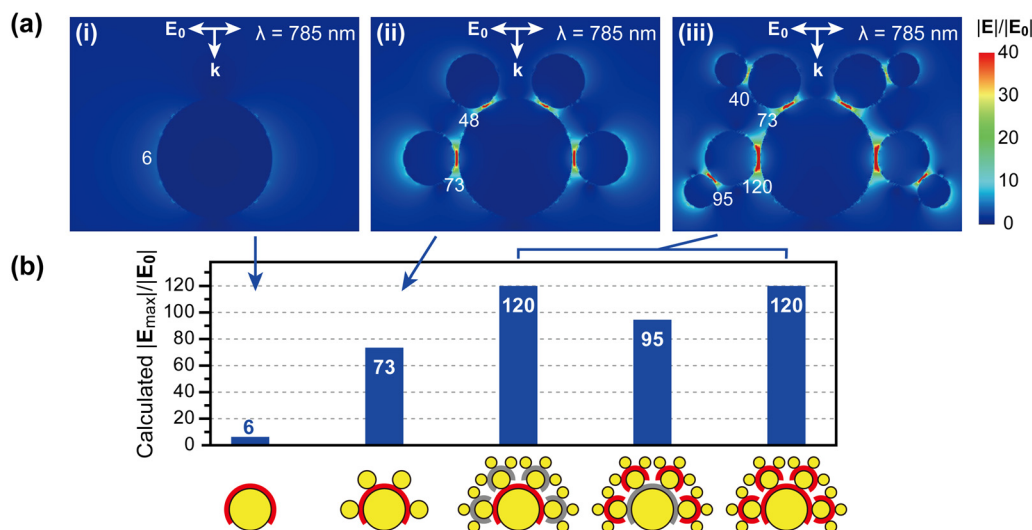 (a)
(i)
E₀
λ = 785 nm
k
6
(ii)
E₀
λ = 785 nm
k
48
73
(iii)
E₀
λ = 785 nm
k
40
73
120
95
|E|/|E₀|
40
30
20
10
0
(b)
Calculated |Emax|/|E₀|
120
100
80
60
40
20
0
6
73
120
95
120